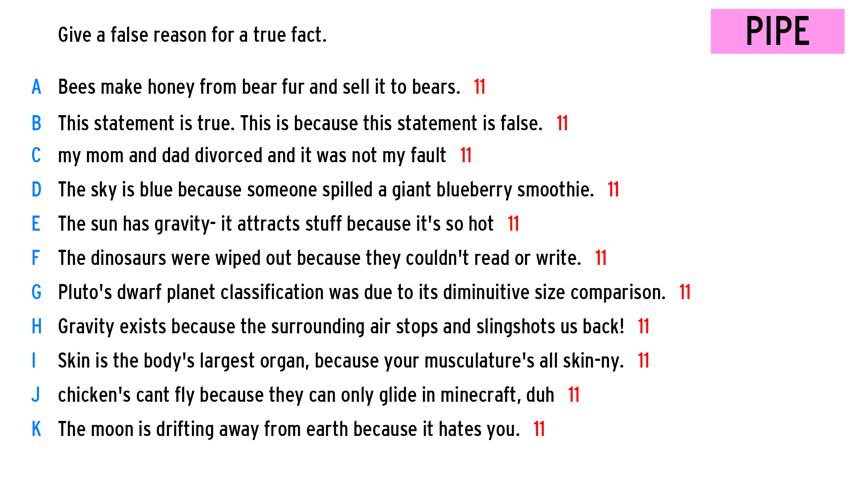 Give a false reason for a true fact.
PIPE
A Bees make honey from bear fur and sell it to bears. 11
B This statement is true. This is because this statement is false. 11
C my mom and dad divorced and it was not my fault 11
D The sky is blue because someone spilled a giant blueberry smoothie. 11
E The sun has gravity- it attracts stuff because it's so hot 11
F The dinosaurs were wiped out because they couldn't read or write. 11
G Pluto's dwarf planet classification was due to its diminuitive size comparison. 11
H Gravity exists because the surrounding air stops and slingshots us back! 11
I Skin is the body's largest organ, because your musculature's all skin-ny. 11
J chicken's cant fly because they can only glide in minecraft, duh 11
K The moon is drifting away from earth because it hates you. 11